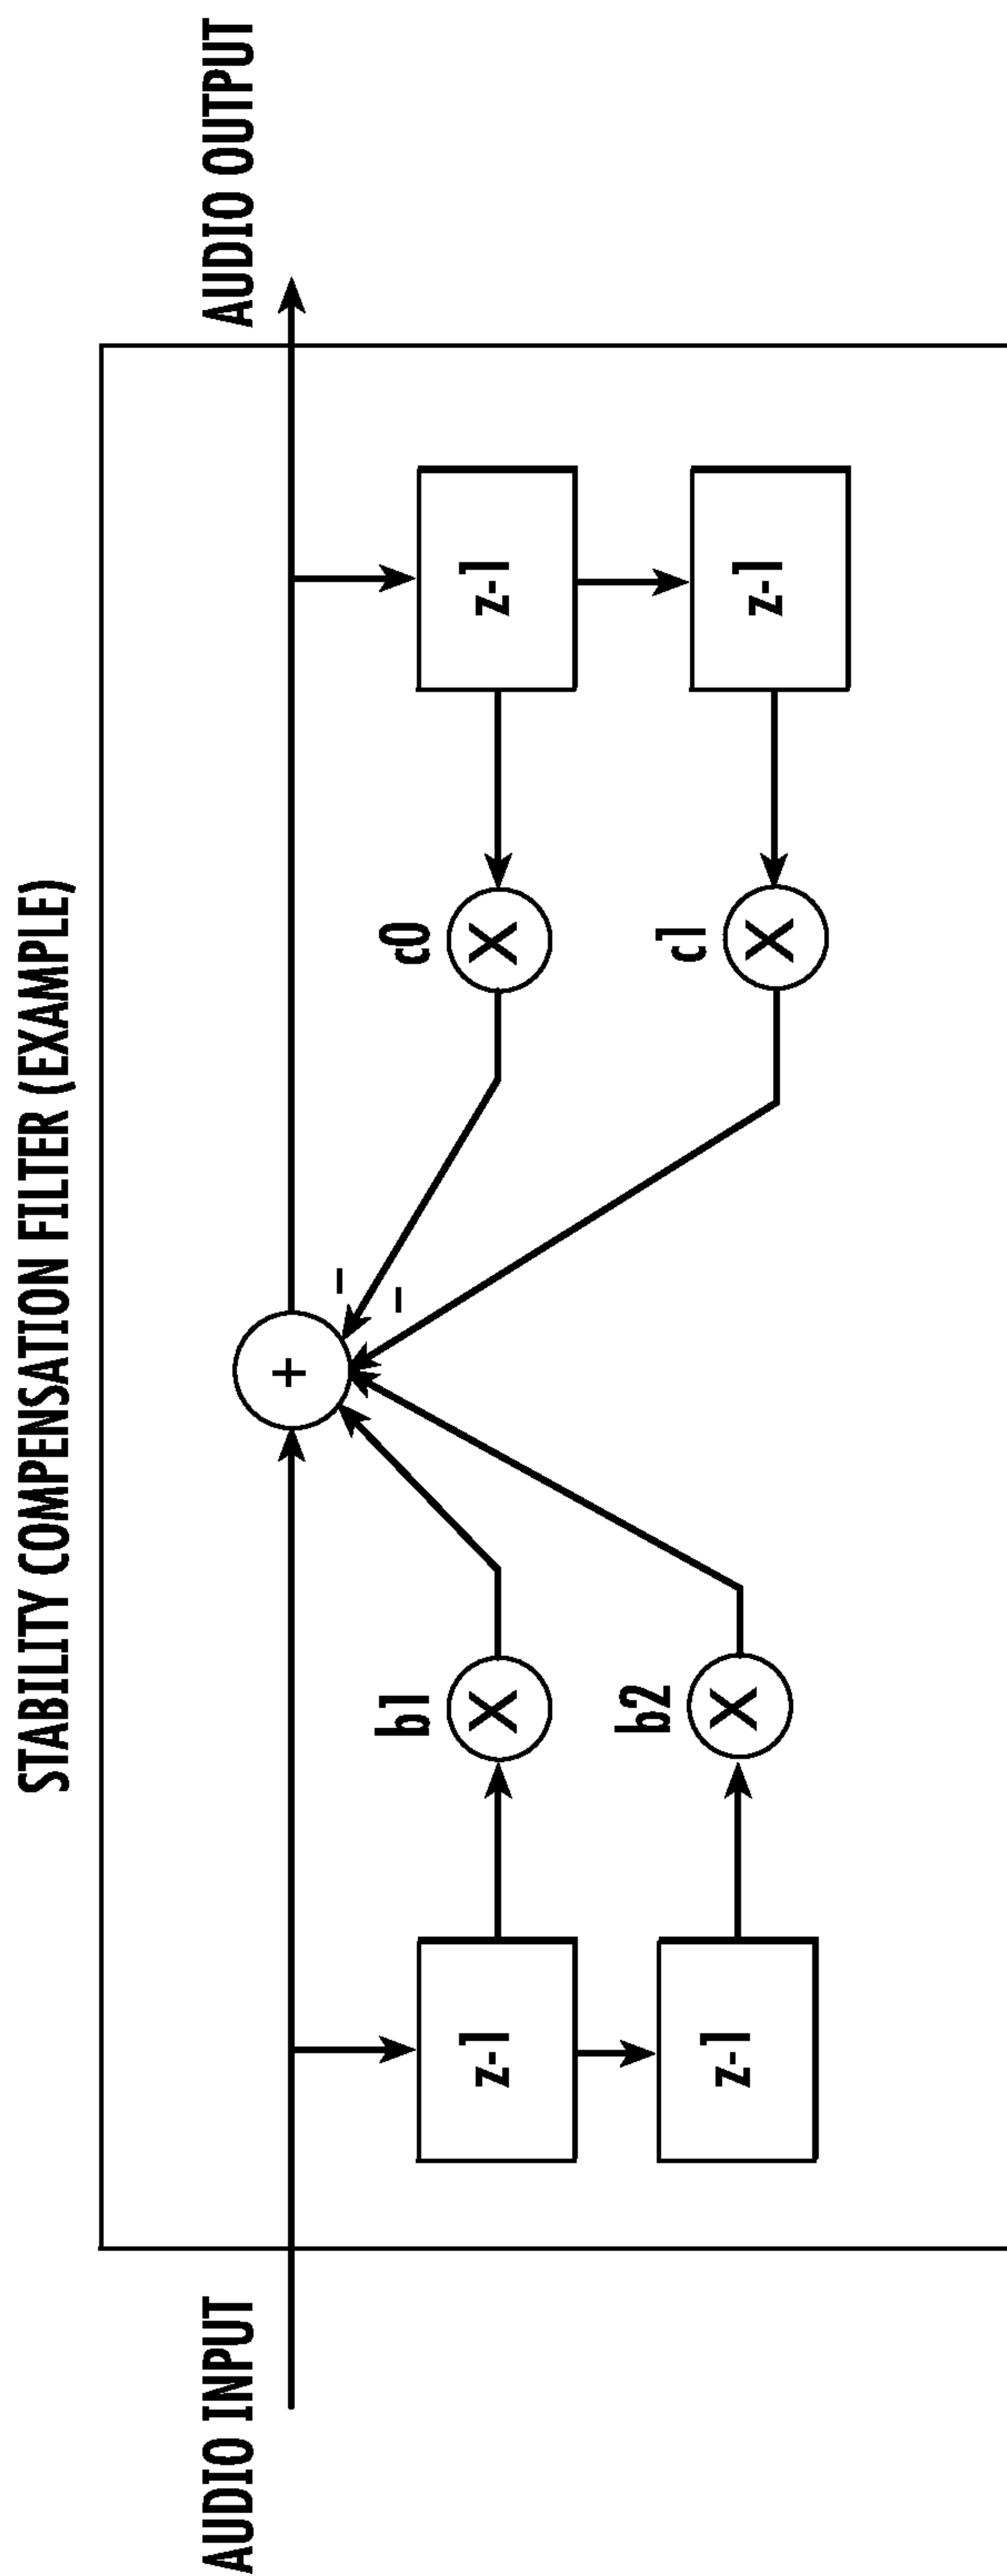 STABILITY COMPENSATION FILTER (EXAMPLE)
AUDIO INPUT
AUDIO OUTPUT
+
-
-
z-1
b1
X
c0
X
z-1
z-1
b2
X
c1
X
z-1